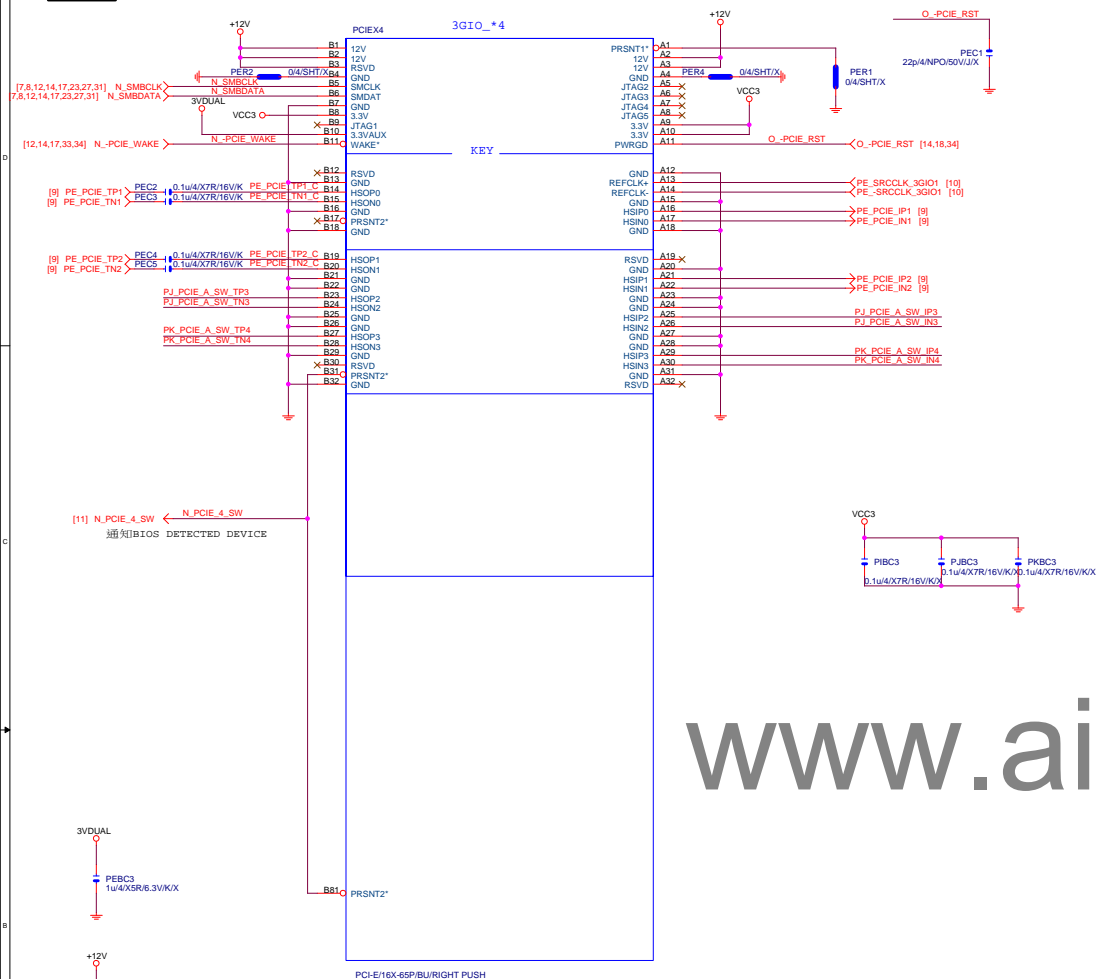 +12V
PCIEX4
3GIO_*4
+12V
O_-PCIE_RST
PEC1
22p/4/NPO/50V/J/X
B1 12V
B2 12V
B3 RSVD
PER2 0/4/SHT/X B4 GND
[7,8,12,14,17,23,27,31] N_SMBCLK N_SMBCLK B5 SMCLK
7,8,12,14,17,23,27,31] N_SMBDATA N_SMBDATA B6 SMDAT
3VDUAL B7 GND
VCC3 B8 3.3V
B9 JTAG1
B10 3.3VAUX
[12,14,17,33,34] N_-PCIE_WAKE N_-PCIE_WAKE B11 WAKE*
PRSNT1* A1
12V A2
12V A3
GND A4 PER4 0/4/SHT/X
JTAG2 A5
JTAG3 A6
JTAG4 A7
JTAG5 A8
3.3V A9
3.3V A10
PWRGD A11 O_-PCIE_RST O_-PCIE_RST [14,18,34]
VCC3
PER1
0/4/SHT/X
KEY
B12 RSVD
B13 GND
[9] PE_PCIE_TP1 PEC2 0.1u/4/X7R/16V/K PE_PCIE_TP1_C B14 HSOP0
[9] PE_PCIE_TN1 PEC3 0.1u/4/X7R/16V/K PE_PCIE_TN1_C B15 HSON0
B16 GND
B17 PRSNT2*
B18 GND
GND A12
REFCLK+ A13 PE_SRCCLK_3GIO1 [10]
REFCLK- A14 PE_-SRCCLK_3GIO1 [10]
GND A15
HSIP0 A16 PE_PCIE_IP1 [9]
HSIN0 A17 PE_PCIE_IN1 [9]
GND A18
[9] PE_PCIE_TP2 PEC4 0.1u/4/X7R/16V/K PE_PCIE_TP2_C B19 HSOP1
[9] PE_PCIE_TN2 PEC5 0.1u/4/X7R/16V/K PE_PCIE_TN2_C B20 HSON1
B21 GND
B22 GND
PJ_PCIE_A_SW_TP3 B23 HSOP2
PJ_PCIE_A_SW_TN3 B24 HSON2
B25 GND
B26 GND
PK_PCIE_A_SW_TP4 B27 HSOP3
PK_PCIE_A_SW_TN4 B28 HSON3
B29 GND
B30 RSVD
B31 PRSNT2*
B32 GND
RSVD A19
GND A20
HSIP1 A21 PE_PCIE_IP2 [9]
HSIN1 A22 PE_PCIE_IN2 [9]
GND A23
GND A24
HSIP2 A25 PJ_PCIE_A_SW_IP3
HSIN2 A26 PJ_PCIE_A_SW_IN3
GND A27
GND A28
HSIP3 A29 PK_PCIE_A_SW_IP4
HSIN3 A30 PK_PCIE_A_SW_IN4
GND A31
RSVD A32
[11] N_PCIE_4_SW N_PCIE_4_SW
通知BIOS DETECTED DEVICE
VCC3
PIBC3 PJBC3 PKBC3
0.1u/4/X7R/16V/K/X 0.1u/4/X7R/16V/K/X 0.1u/4/X7R/16V/K/X
www.ai
3VDUAL
PEBC3
1u/4/X5R/6.3V/K/X
B81 PRSNT2*
+12V
PCI-E/16X-65P/BU/RIGHT PUSH
D
C
B